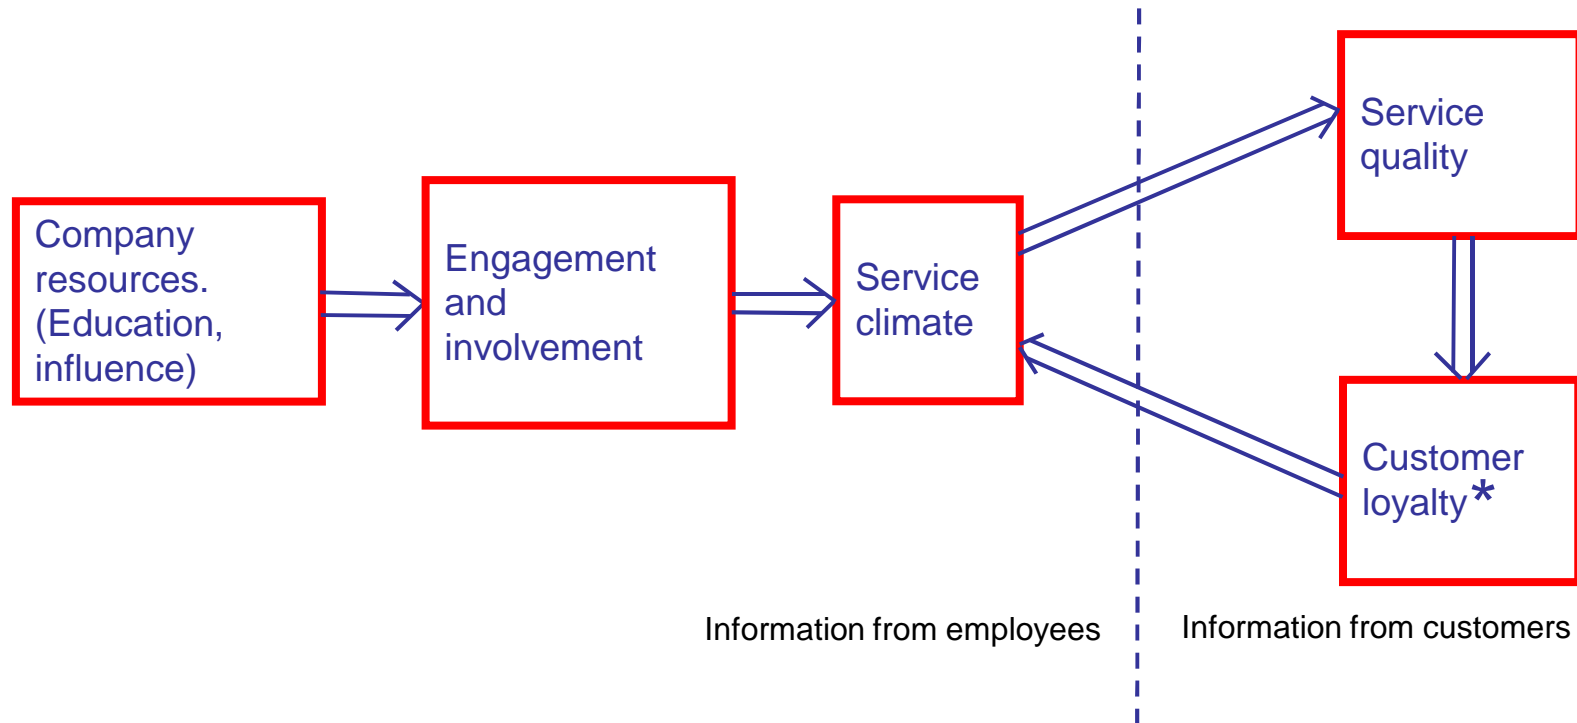 Company
resources.
(Education,
influence)
Engagement
and
involvement
Service
climate
Service
quality
Customer
loyalty*
Information from employees
Information from customers